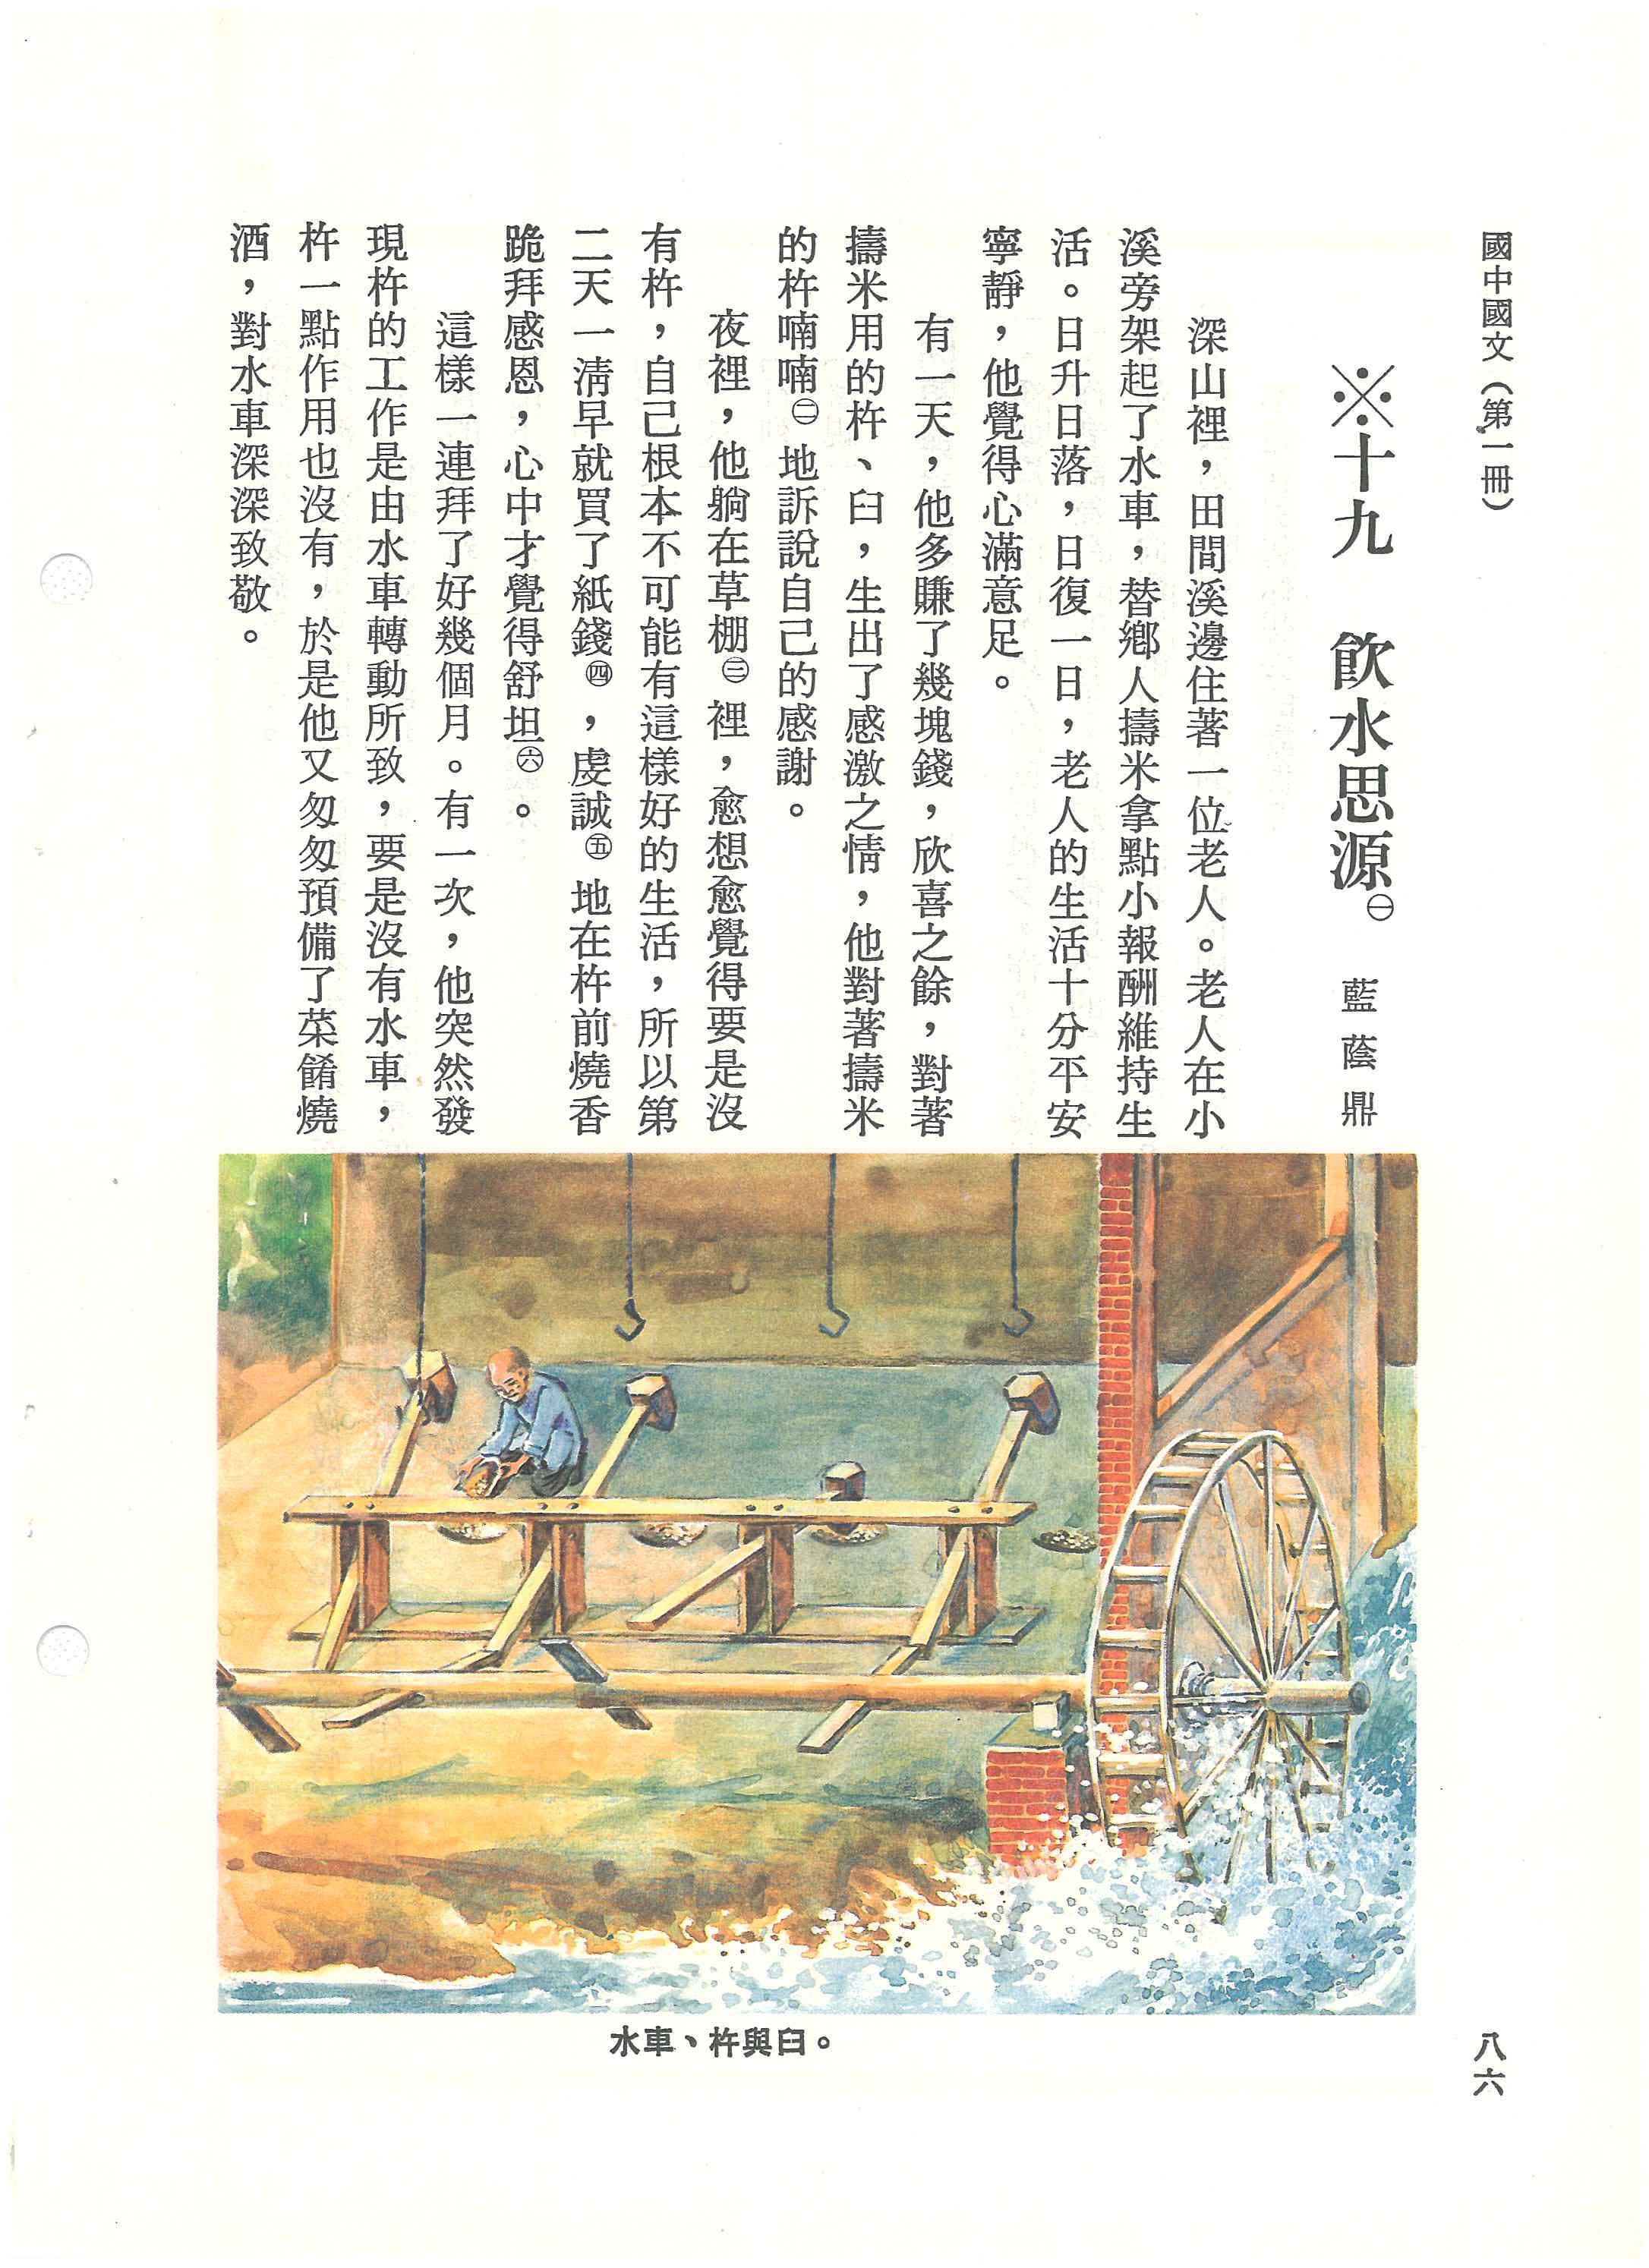 國中國文(第一冊)
※十九　飲水思源㊀　藍蔭鼎
深山裡，田間溪邊住著一位老人。老人在小
溪旁架起了水車，替鄉人擣米拿點小報酬維持生
活。日升日落，日復一日，老人的生活十分平安
寧靜，他覺得心滿意足。
有一天，他多賺了幾塊錢，欣喜之餘，對著
擣米用的杵、臼，生出了感激之情，他對著擣米
的杵喃喃㊁地訴說自己的感謝。
夜裡，他躺在草棚㊂裡，愈想愈覺得要是沒
有杵，自己根本不可能有這樣好的生活，所以第
二天一清早就買了紙錢㊃，虔誠㊄地在杵前燒香
跪拜感恩，心中才覺得舒坦㊅。
這樣一連拜了好幾個月。有一次，他突然發
現杵的工作是由水車轉動所致，要是沒有水車，
杵一點作用也沒有，於是他又匆匆預備了菜餚燒
酒，對水車深深致敬。
水車、杵與臼。
八六